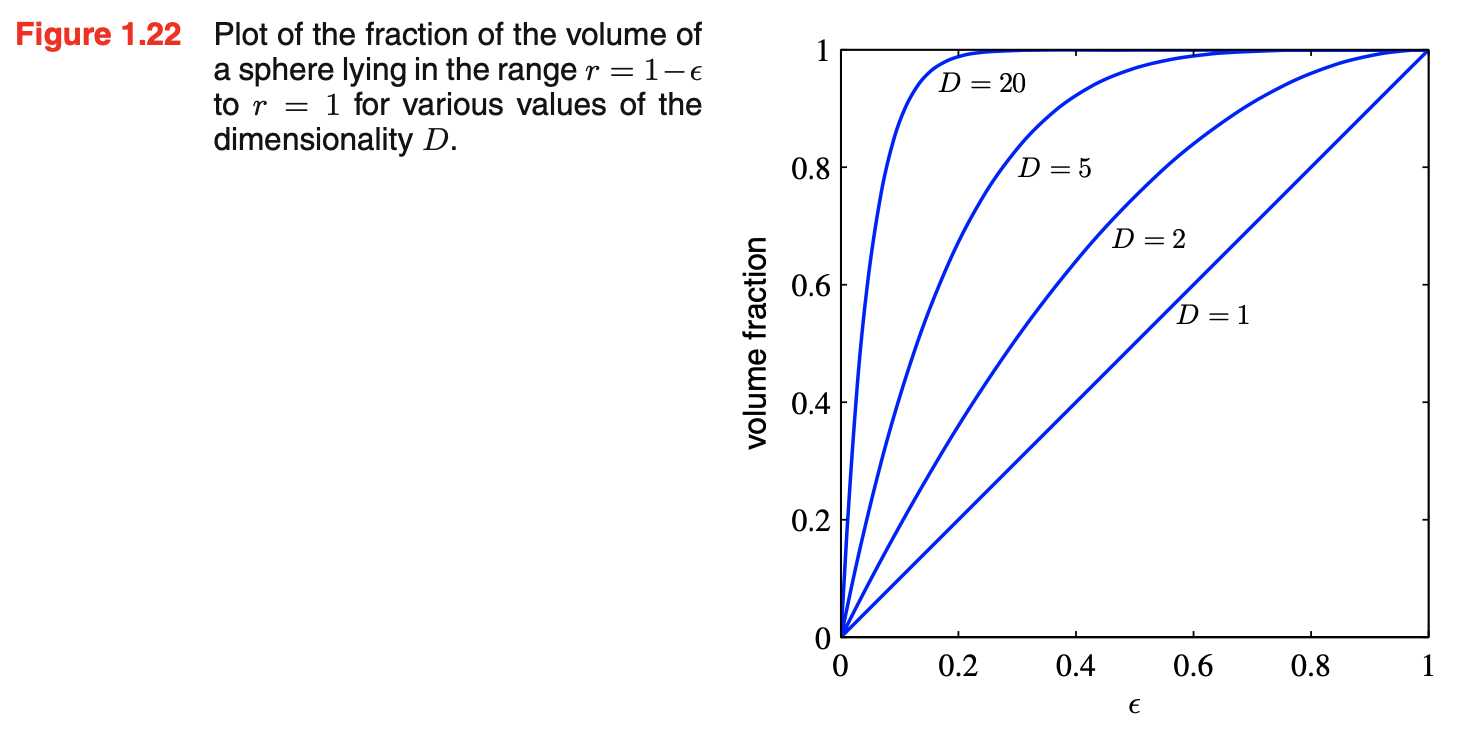 Figure 1.22 Plot of the fraction of the volume of
a sphere lying in the range r = 1−ϵ
to r = 1 for various values of the
dimensionality D.
1
D = 20
0.8
D = 5
D = 2
0.6
D = 1
volume fraction
0.4
0.2
0
0 0.2 0.4 0.6 0.8 1
ϵ